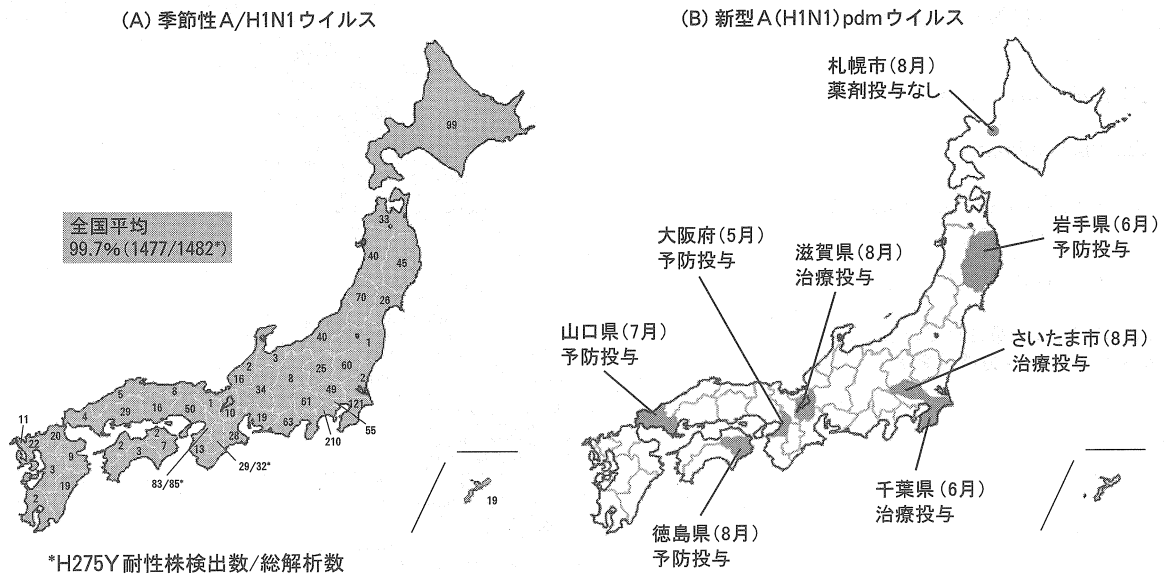 (A) 季節性A/H1N1ウイルス
全国平均
99.7%(1477/1482*)
99
33
40
45
70
26
40
1
3
2
16
25
60
8
34
2
49
121
61
5
8
1
10
19
63
210
55
4
29
16
50
28
13
29/32*
83/85*
11
22
20
9
3
19
2
2
2
3
7
19
*H275Y耐性株検出数/総解析数
(B) 新型A(H1N1)pdmウイルス
札幌市(8月)
薬剤投与なし
岩手県(6月)
予防投与
大阪府(5月)
予防投与
滋賀県(8月)
治療投与
山口県(7月)
予防投与
さいたま市(8月)
治療投与
千葉県(6月)
治療投与
徳島県(8月)
予防投与